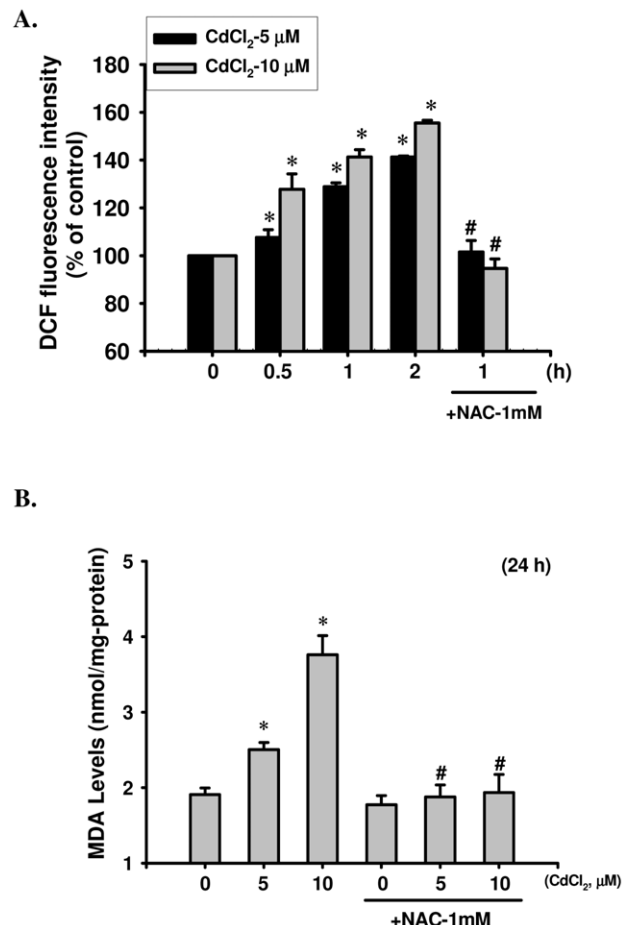 A.
CdCl₂-5 µM
CdCl₂-10 µM
DCF fluorescence intensity
(% of control)
180
160
140
120
100
80
60
* * * * * * # #
0 0.5 1 2 1 (h)
+NAC-1mM
B.
MDA Levels (nmol/mg-protein)
(24 h)
5
4
3
2
1
* * # #
0 5 10 0 5 10 (CdCl₂, µM)
+NAC-1mM